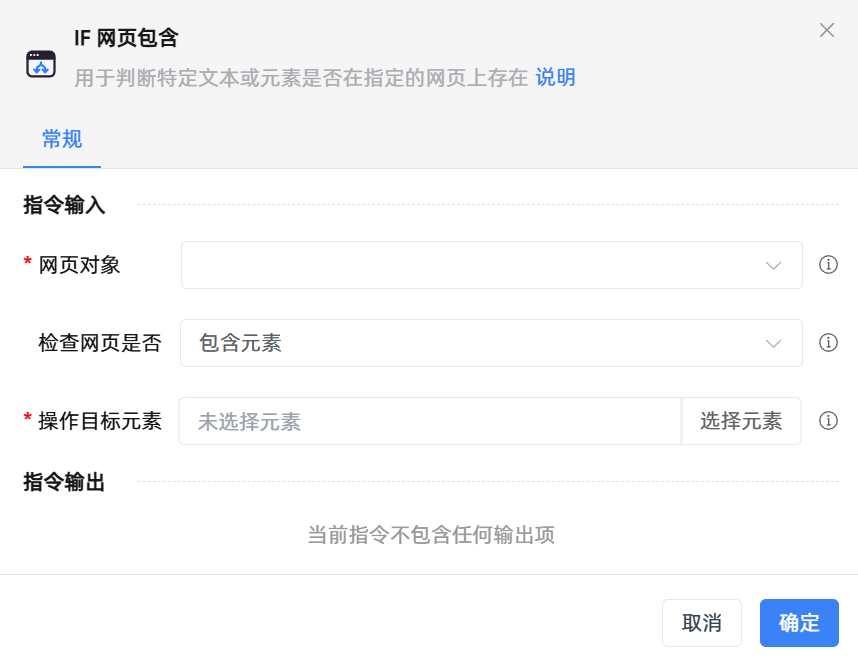 IF 网页包含
用于判断特定文本或元素是否在指定的网页上存在 说明
常规
指令输入
* 网页对象
检查网页是否 包含元素
* 操作目标元素 未选择元素 选择元素
指令输出
当前指令不包含任何输出项
取消 确定